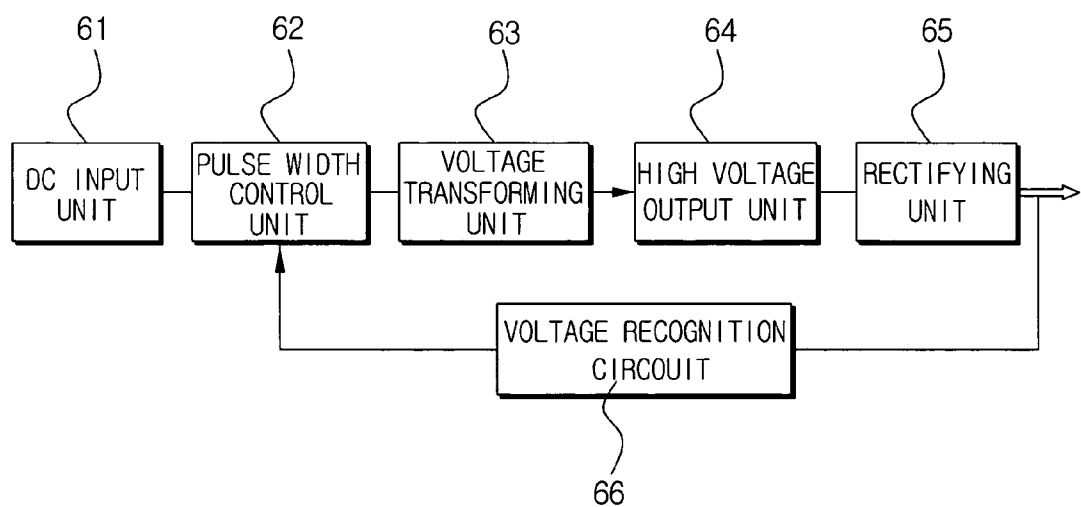 61
62
63
64
65
DC INPUT
UNIT
PULSE WIDTH
CONTROL
UNIT
VOLTAGE
TRANSFORMING
UNIT
HIGH VOLTAGE
OUTPUT UNIT
RECTIFYING
UNIT
VOLTAGE RECOGNITION
CIRCOUIT
66